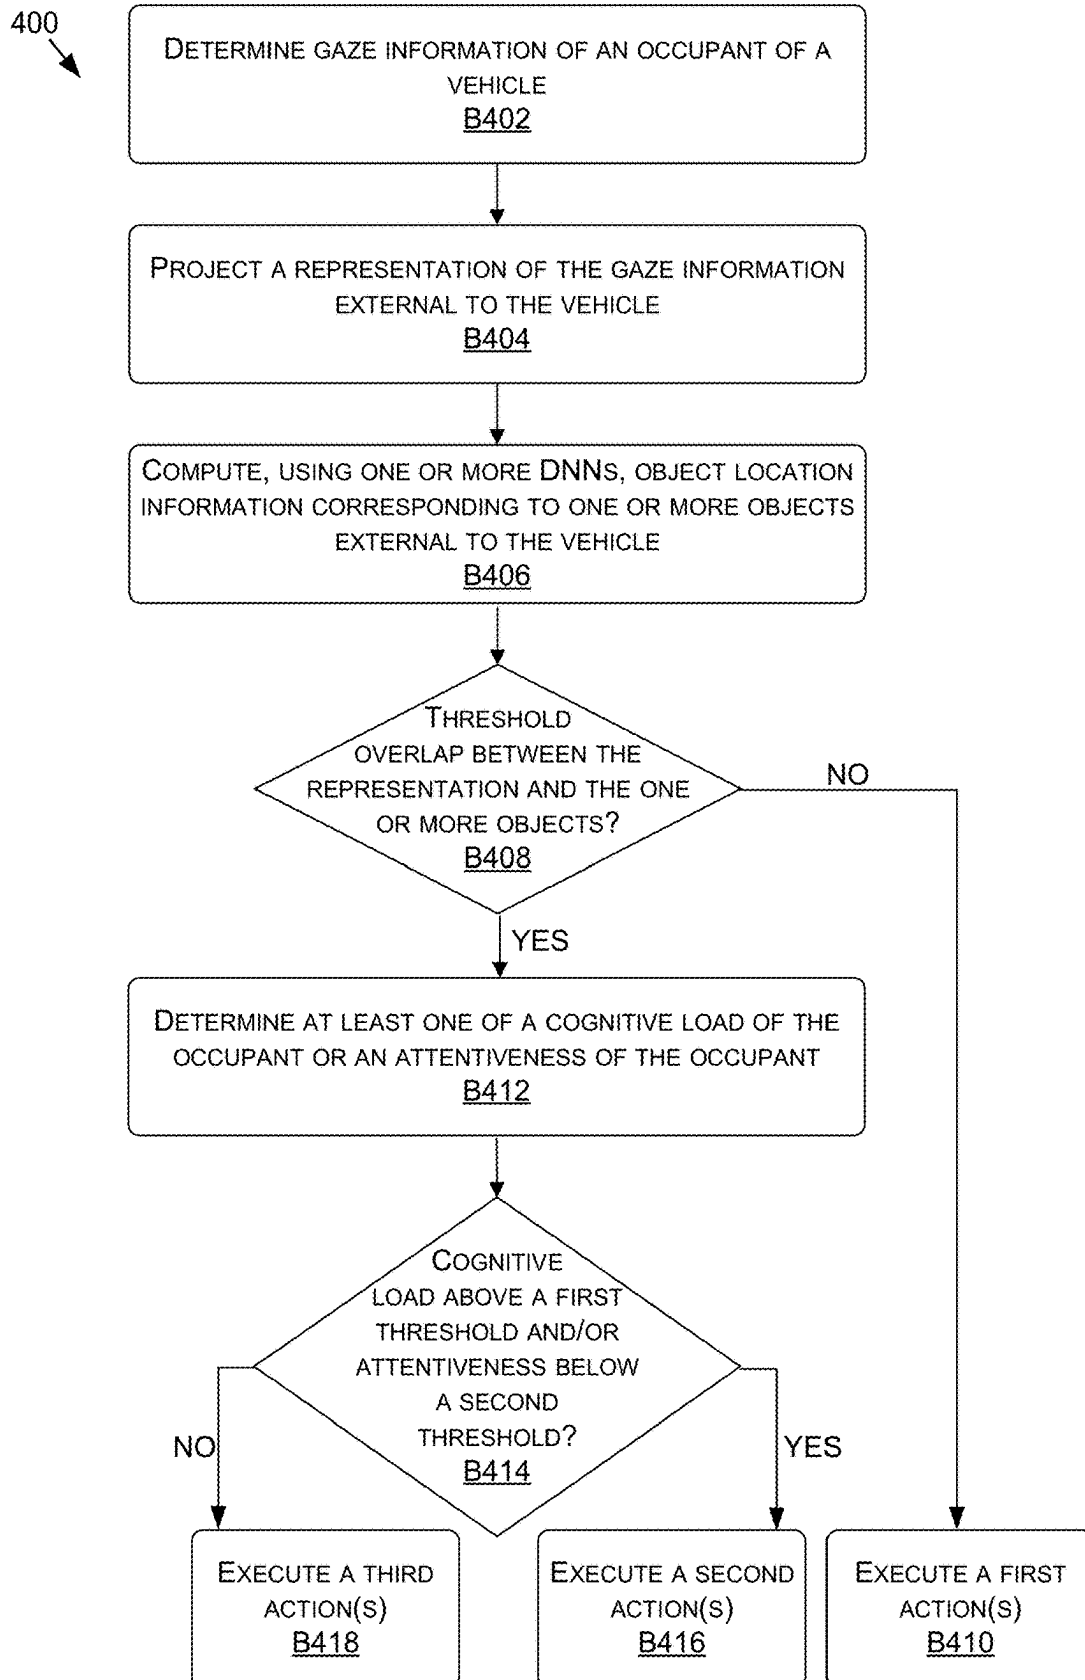 400
DETERMINE GAZE INFORMATION OF AN OCCUPANT OF A
VEHICLE
B402
PROJECT A REPRESENTATION OF THE GAZE INFORMATION
EXTERNAL TO THE VEHICLE
B404
COMPUTE, USING ONE OR MORE DNNS, OBJECT LOCATION
INFORMATION CORRESPONDING TO ONE OR MORE OBJECTS
EXTERNAL TO THE VEHICLE
B406
THRESHOLD
OVERLAP BETWEEN THE
REPRESENTATION AND THE ONE
OR MORE OBJECTS?
B408
NO
YES
DETERMINE AT LEAST ONE OF A COGNITIVE LOAD OF THE
OCCUPANT OR AN ATTENTIVENESS OF THE OCCUPANT
B412
COGNITIVE
LOAD ABOVE A FIRST
THRESHOLD AND/OR
ATTENTIVENESS BELOW
A SECOND
THRESHOLD?
B414
NO
YES
EXECUTE A THIRD
ACTION(S)
B418
EXECUTE A SECOND
ACTION(S)
B416
EXECUTE A FIRST
ACTION(S)
B410